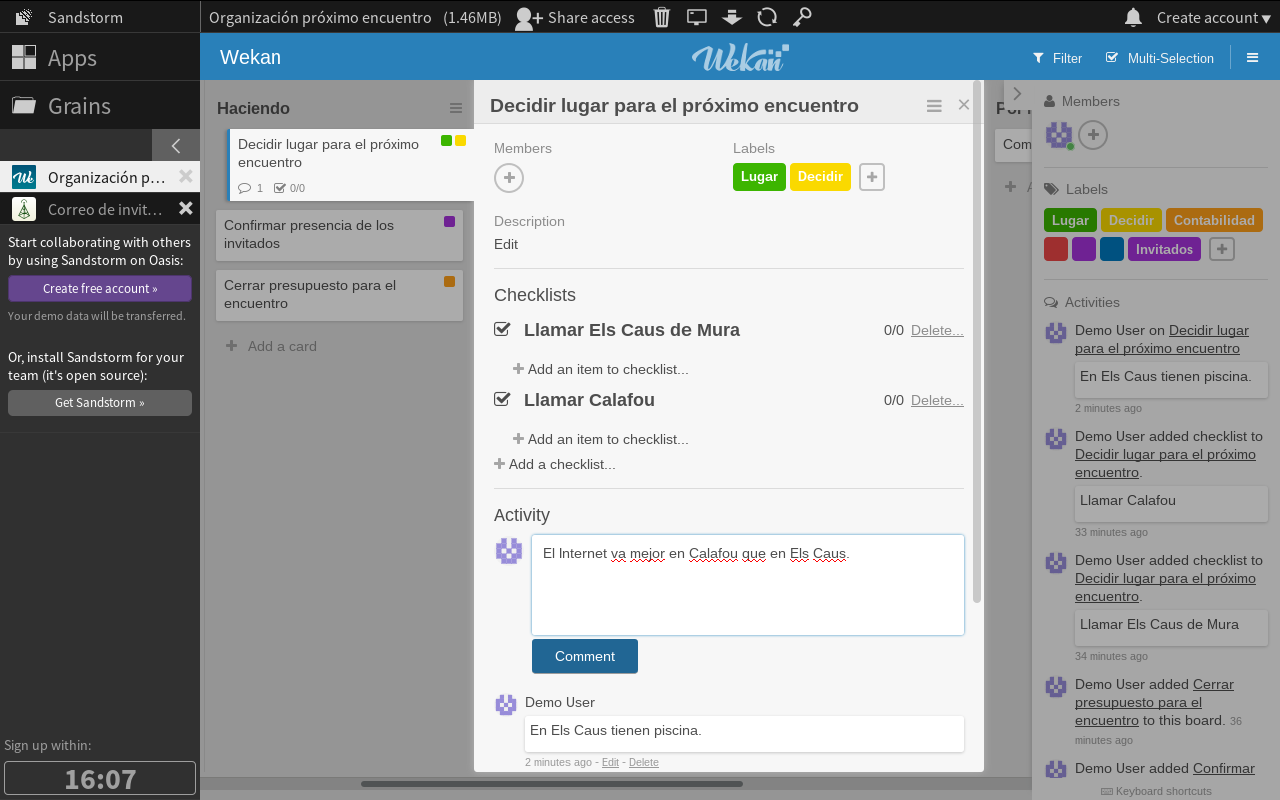 Sandstorm
Organización próximo encuentro (1.46MB) Share access
Create account ▾
Apps
Grains
Organización p…
Correo de invit…
Start collaborating with others
by using Sandstorm on Oasis:
Create free account »
Your demo data will be transferred.
Or, install Sandstorm for your
team (it's open source):
Get Sandstorm »
Sign up within:
16:07
Wekan
Wekan
Filter
Multi-Selection
Haciendo
Decidir lugar para el próximo
encuentro
1 0/0
Confirmar presencia de los
invitados
Cerrar presupuesto para el
encuentro
Add a card
Decidir lugar para el próximo encuentro
Members
Labels
Lugar Decidir
Description
Edit
Checklists
Llamar Els Caus de Mura 0/0 Delete...
Add an item to checklist...
Llamar Calafou 0/0 Delete...
Add an item to checklist...
Add a checklist...
Activity
El Internet va mejor en Calafou que en Els Caus.
Comment
Demo User
En Els Caus tienen piscina.
2 minutes ago - Edit - Delete
Com
Members
Labels
Lugar Decidir Contabilidad
Invitados
Activities
Demo User on Decidir lugar
para el próximo encuentro
En Els Caus tienen piscina.
2 minutes ago
Demo User added checklist to
Decidir lugar para el próximo
encuentro.
Llamar Calafou
33 minutes ago
Demo User added checklist to
Decidir lugar para el próximo
encuentro.
Llamar Els Caus de Mura
34 minutes ago
Demo User added Cerrar
presupuesto para el
encuentro to this board. 36
minutes ago
Demo User added Confirmar
Keyboard shortcuts